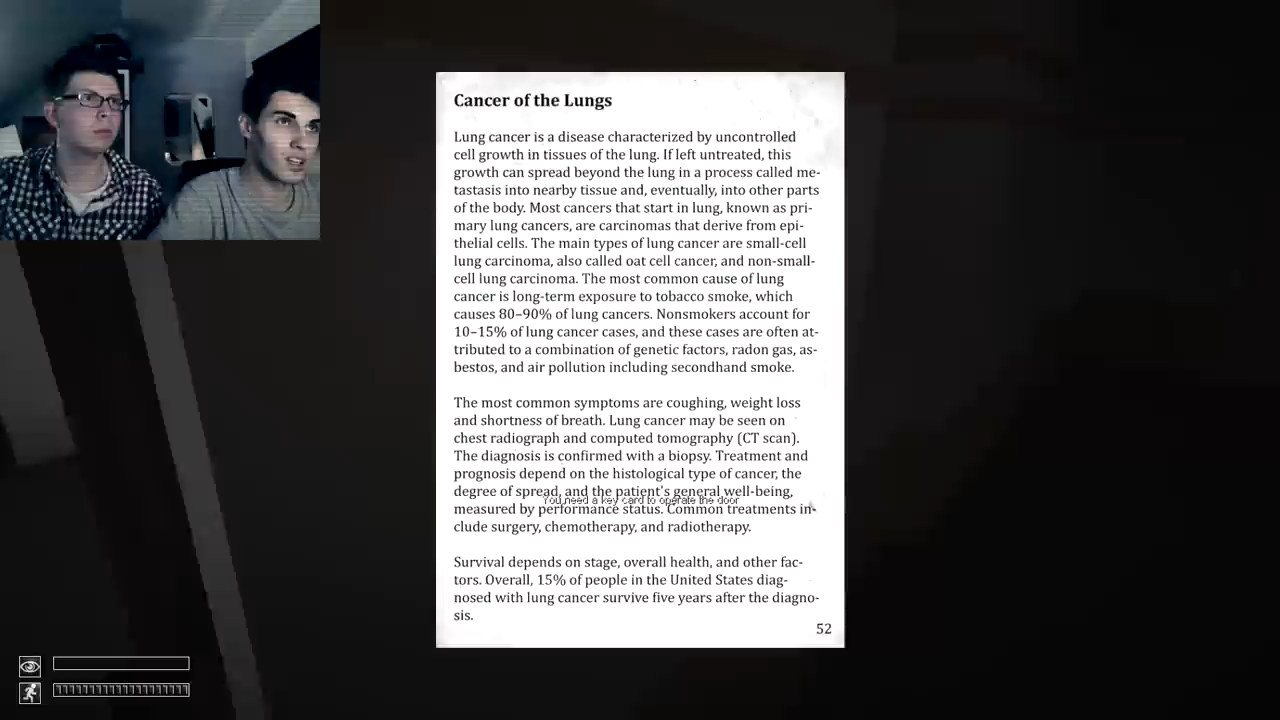 Cancer of the Lungs
Lung cancer is a disease characterized by uncontrolled
cell growth in tissues of the lung. If left untreated, this
growth can spread beyond the lung in a process called me-
tastasis into nearby tissue and, eventually, into other parts
of the body. Most cancers that start in lung, known as pri-
mary lung cancers, are carcinomas that derive from epi-
thelial cells. The main types of lung cancer are small-cell
lung carcinoma, also called oat cell cancer, and non-small-
cell lung carcinoma. The most common cause of lung
cancer is long-term exposure to tobacco smoke, which
causes 80–90% of lung cancers. Nonsmokers account for
10–15% of lung cancer cases, and these cases are often at-
tributed to a combination of genetic factors, radon gas, as-
bestos, and air pollution including secondhand smoke.
The most common symptoms are coughing, weight loss
and shortness of breath. Lung cancer may be seen on
chest radiograph and computed tomography (CT scan).
The diagnosis is confirmed with a biopsy. Treatment and
prognosis depend on the histological type of cancer, the
degree of spread, and the patient's general well-being,
You need a key card to operate the door
measured by performance status. Common treatments in-
clude surgery, chemotherapy, and radiotherapy.
Survival depends on stage, overall health, and other fac-
tors. Overall, 15% of people in the United States diag-
nosed with lung cancer survive five years after the diagno-
sis.
52